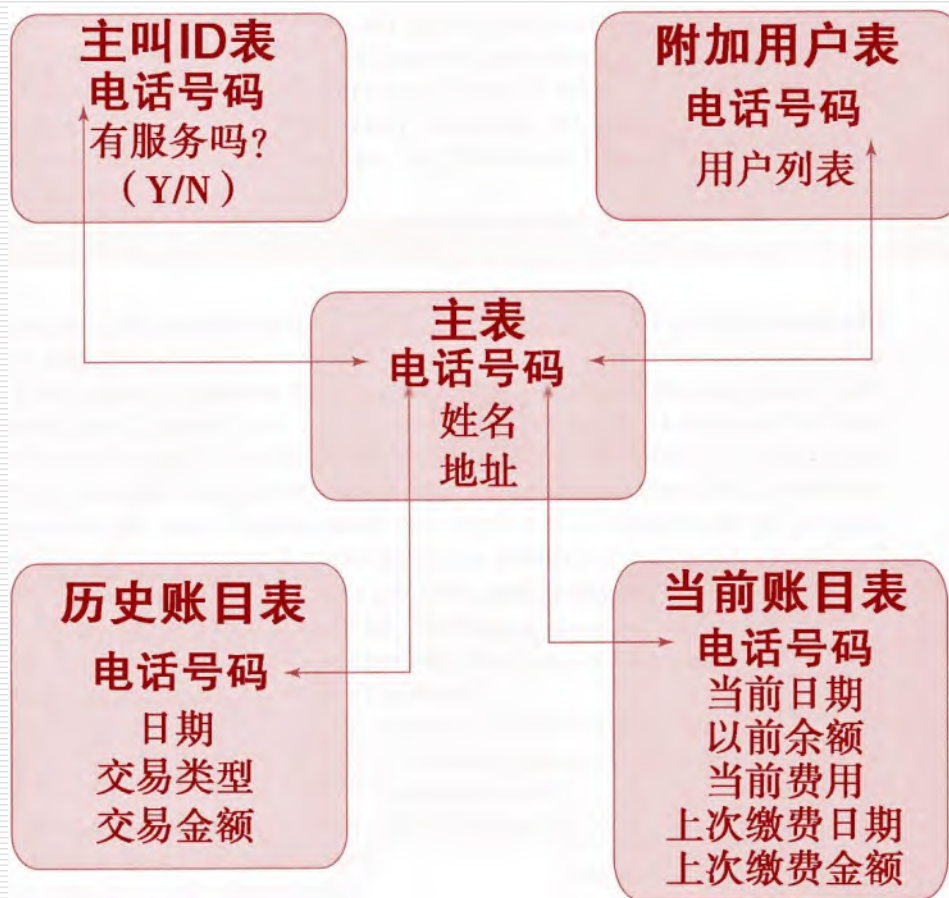 主叫ID表
电话号码
有服务吗?
(Y/N)
附加用户表
电话号码
用户列表
主表
电话号码
姓名
地址
历史账目表
电话号码
日期
交易类型
交易金额
当前账目表
电话号码
当前日期
以前余额
当前费用
上次缴费日期
上次缴费金额